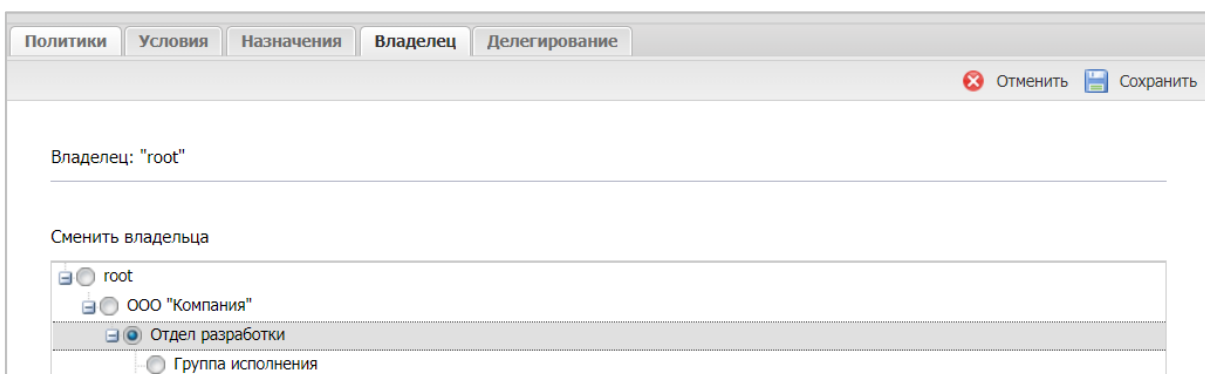 Политики Условия Назначения Владелец Делегирование
Отменить Сохранить
Владелец: "root"
Сменить владельца
root
ООО "Компания"
Отдел разработки
Группа исполнения